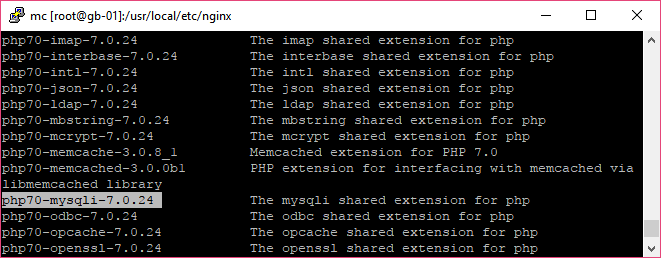 mc [root@gb-01]:/usr/local/etc/nginx
php70-imap-7.0.24 The imap shared extension for php
php70-interbase-7.0.24 The interbase shared extension for php
php70-intl-7.0.24 The intl shared extension for php
php70-json-7.0.24 The json shared extension for php
php70-ldap-7.0.24 The ldap shared extension for php
php70-mbstring-7.0.24 The mbstring shared extension for php
php70-mcrypt-7.0.24 The mcrypt shared extension for php
php70-memcache-3.0.8_1 Memcached extension for PHP 7.0
php70-memcached-3.0.0b1 PHP extension for interfacing with memcached via
libmemcached library
php70-mysqli-7.0.24 The mysqli shared extension for php
php70-odbc-7.0.24 The odbc shared extension for php
php70-opcache-7.0.24 The opcache shared extension for php
php70-openssl-7.0.24 The openssl shared extension for php